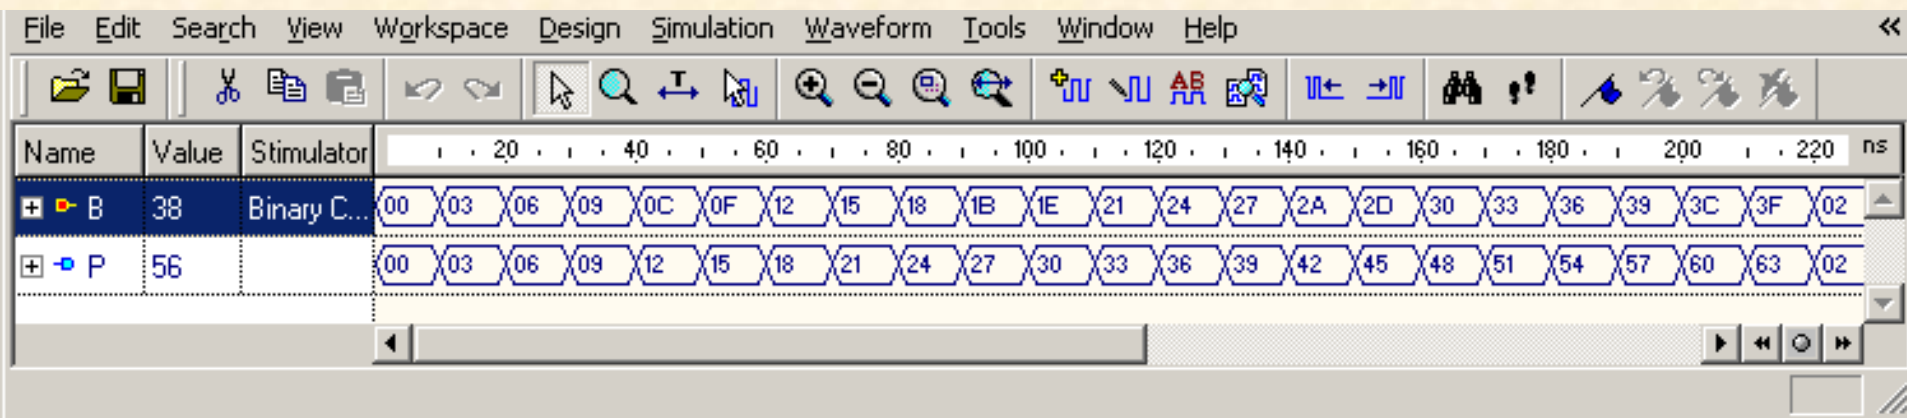 File Edit Search View Workspace Design Simulation Waveform Tools Window Help
T AB
Name Value Stimulator 20 40 60 80 100 120 140 160 180 200 220 ns
B 38 Binary C... 00 03 06 09 0C 0F 12 15 18 1B 1E 21 24 27 2A 2D 30 33 36 39 3C 3F 02
P 56 00 03 06 09 12 15 18 21 24 27 30 33 36 39 42 45 48 51 54 57 60 63 02